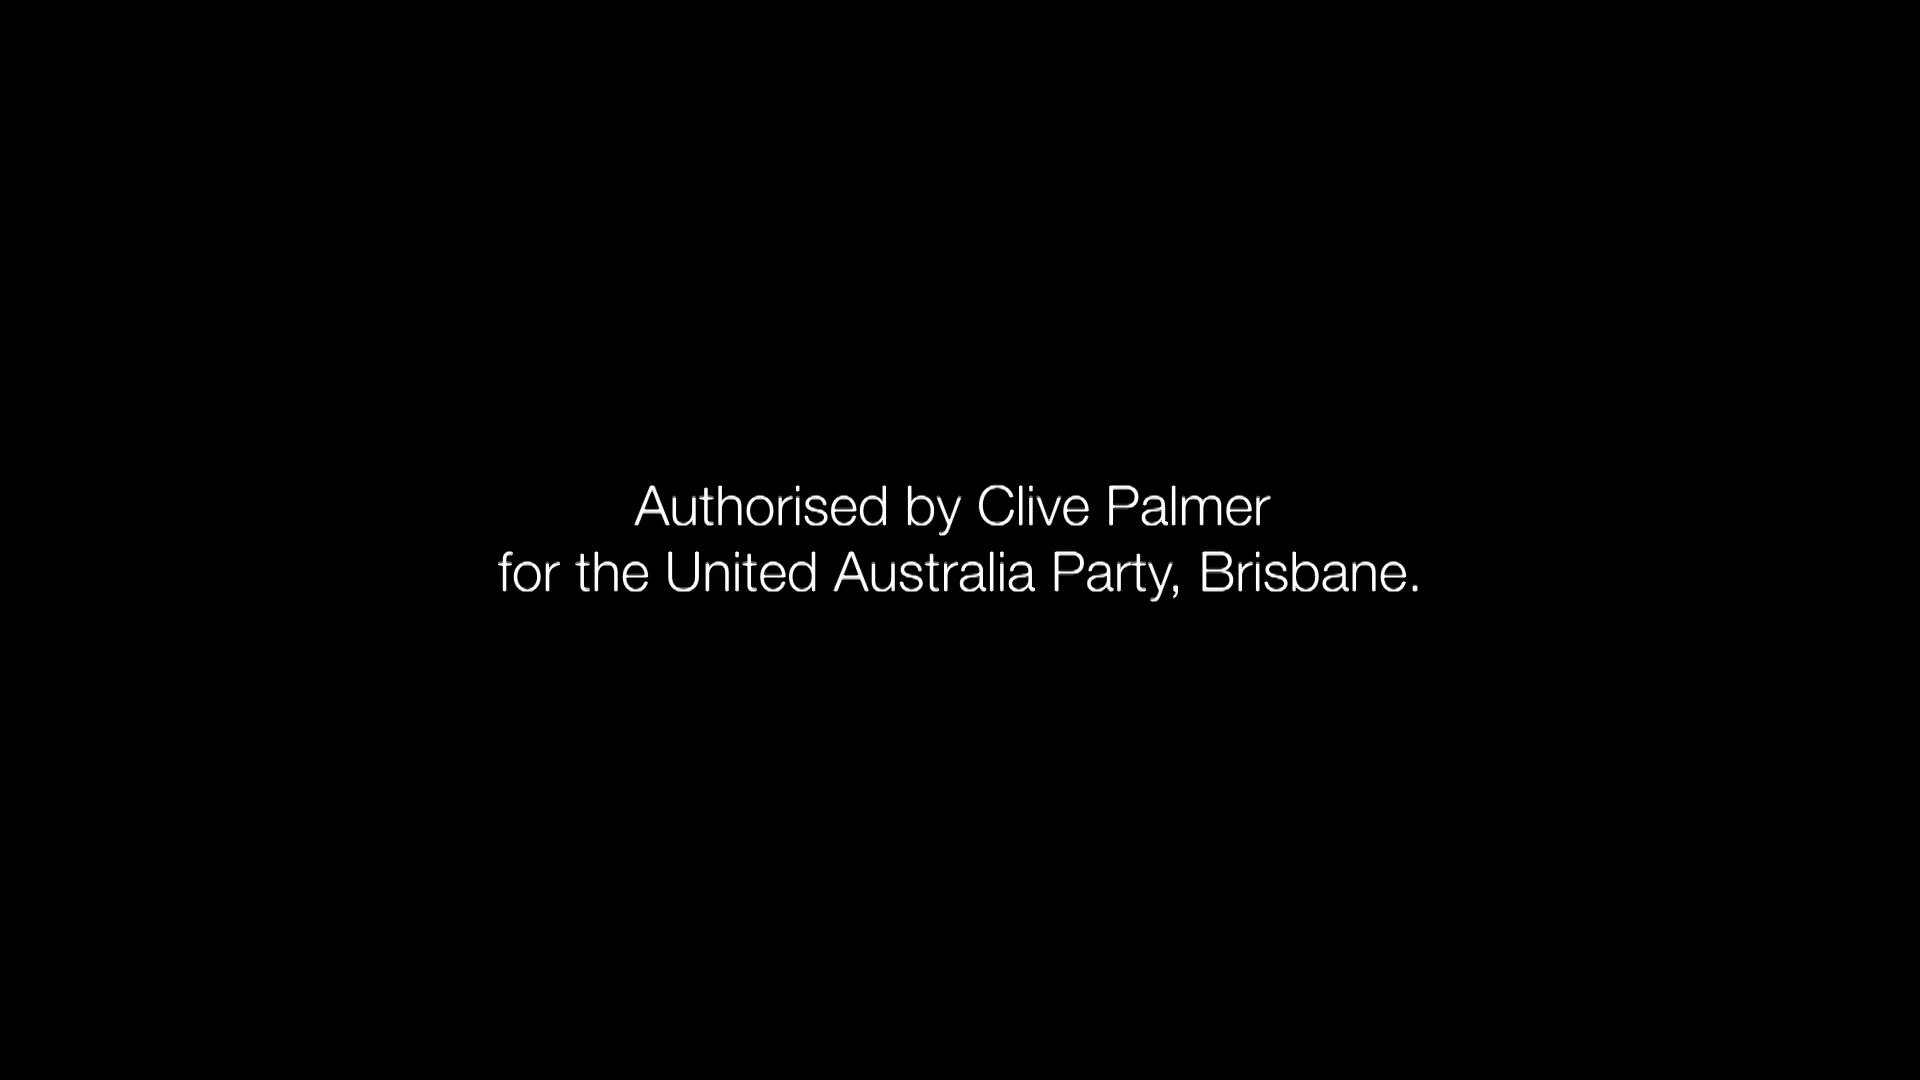 Authorised by Clive Palmer
for the United Australia Party, Brisbane.